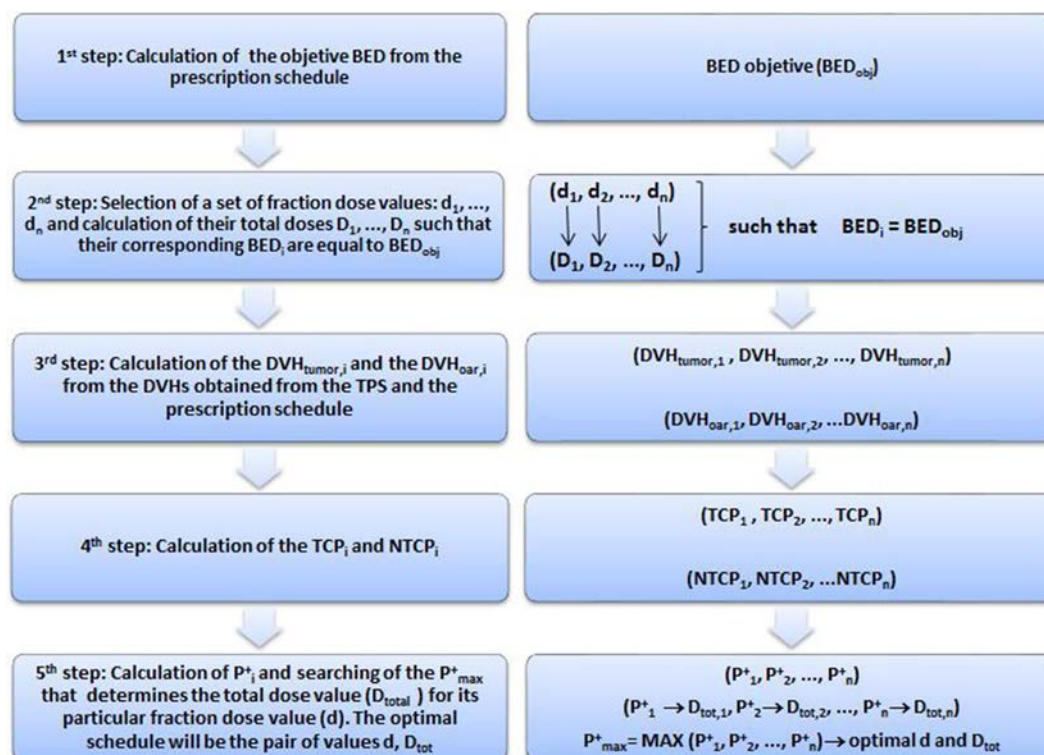 1st step: Calculation of the objetive BED from the
prescription schedule
BED objetive (BEDobj)
2nd step: Selection of a set of fraction dose values: d1, ...,
dn and calculation of their total doses D1, ..., Dn such that
their corresponding BEDi are equal to BEDobj
(d1, d2, ..., dn)
(D1, D2, ..., Dn)
such that BEDi = BEDobj
3rd step: Calculation of the DVHtumor,i and the DVHoar,i
from the DVHs obtained from the TPS and the
prescription schedule
(DVHtumor,1 , DVHtumor,2, ..., DVHtumor,n)
(DVHoar,1, DVHoar,2, ...DVHoar,n)
4th step: Calculation of the TCPi and NTCPi
(TCP1 , TCP2, ..., TCPn)
(NTCP1, NTCP2, ...NTCPn)
5th step: Calculation of P+i and searching of the P+max
that determines the total dose value (Dtotal ) for its
particular fraction dose value (d). The optimal
schedule will be the pair of values d, Dtot
(P+1, P+2, ..., P+n)
(P+1 → Dtot,1, P+2→ Dtot,2, ..., P+n→ Dtot,n)
P+max= MAX (P+1, P+2, ..., P+n)→ optimal d and Dtot